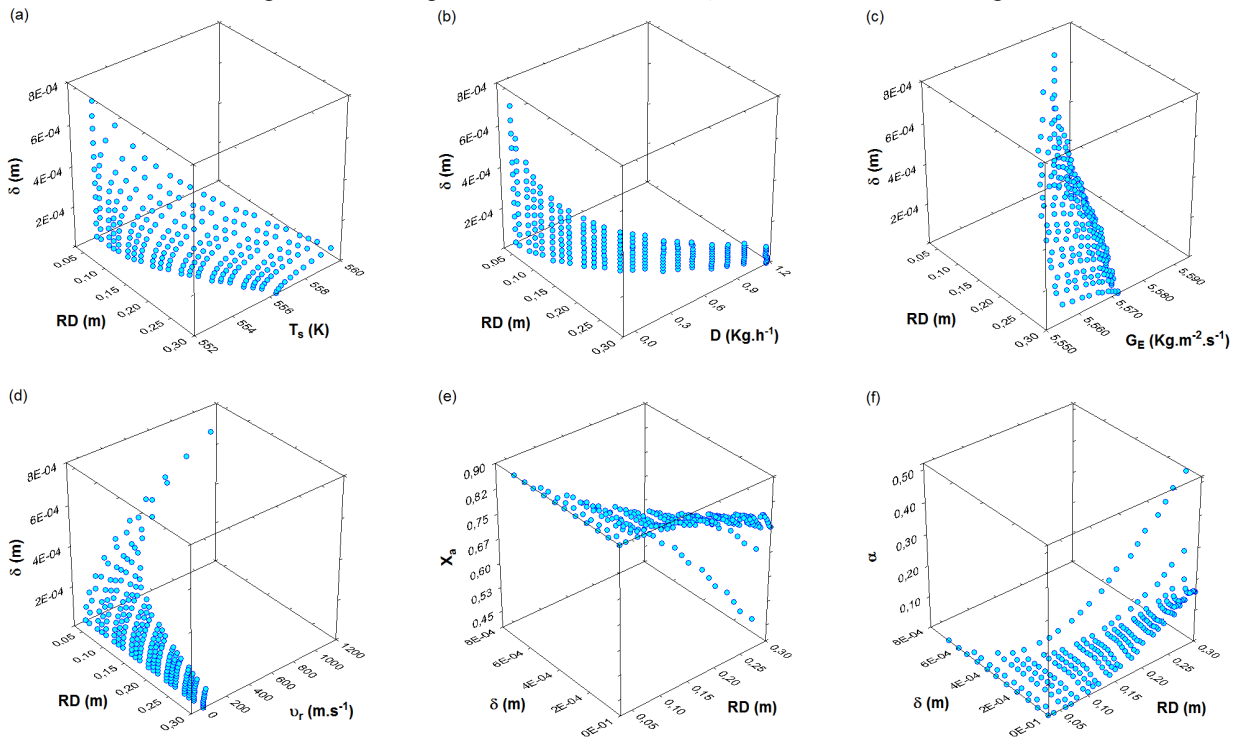 (a)
8E-04
6E-04
4E-04
2E-04
δ (m)
0.05
0,10
0,15
0,20
0,25
0,30
RD (m)
552
554
556
558
560
Tₛ (K)
(b)
8E-04
6E-04
4E-04
2E-04
δ (m)
0.05
0,10
0,15
0,20
0,25
0,30
RD (m)
0,0
0,3
0,6
0,9
1,2
D (Kg.h⁻¹)
(c)
8E-04
6E-04
4E-04
2E-04
δ (m)
0.05
0,10
0,15
0,20
0,25
0,30
RD (m)
5,550
5,560
5,570
5,580
5,590
G_E (Kg.m⁻².s⁻¹)
(d)
8E-04
6E-04
4E-04
2E-04
δ (m)
0.05
0,10
0,15
0,20
0,25
0,30
RD (m)
0
200
400
600
800
1000
1200
υᵣ (m.s⁻¹)
(e)
0,90
0,82
0,75
0,67
0,60
0,53
0,45
Xₐ
8E-04
6E-04
4E-04
2E-04
0E-01
δ (m)
0,05
0,10
0,15
0,20
0,25
0,30
RD (m)
(f)
0,50
0,40
0,30
0,20
0,10
α
8E-04
6E-04
4E-04
2E-04
0E-01
δ (m)
0,05
0,10
0,15
0,20
0,25
0,30
RD (m)